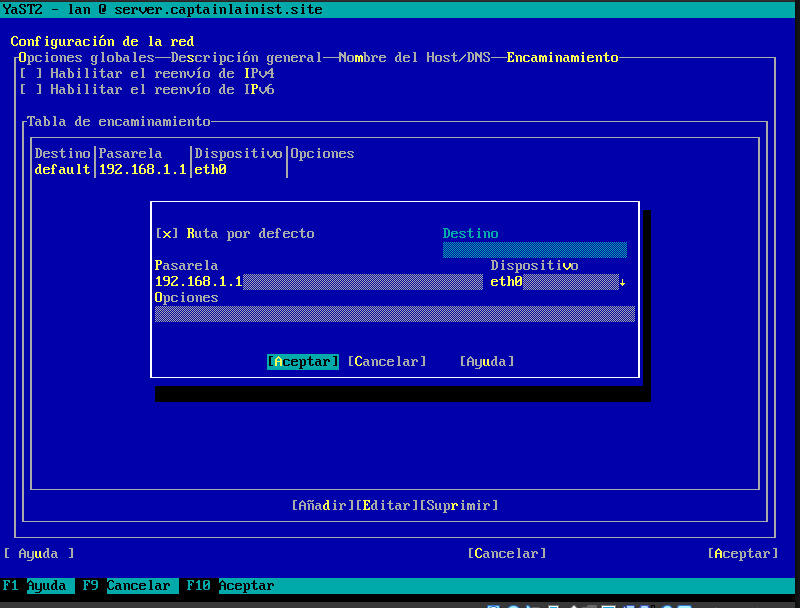 YaST2 - lan @ server.captainlainist.site
Configuración de la red
Opciones globales Descripción general Nombre del Host/DNS Encaminamiento
[ ] Habilitar el reenvío de IPv4
[ ] Habilitar el reenvío de IPv6
Tabla de encaminamiento
Destino Pasarela Dispositivo Opciones
default 192.168.1.1 eth0
[x] Ruta por defecto Destino
Pasarela Dispositivo
192.168.1.1 eth0 ↓
Opciones
[Aceptar] [Cancelar] [Ayuda]
[Añadir][Editar][Suprimir]
[ Ayuda ] [Cancelar] [Aceptar]
F1 Ayuda F9 Cancelar F10 Aceptar